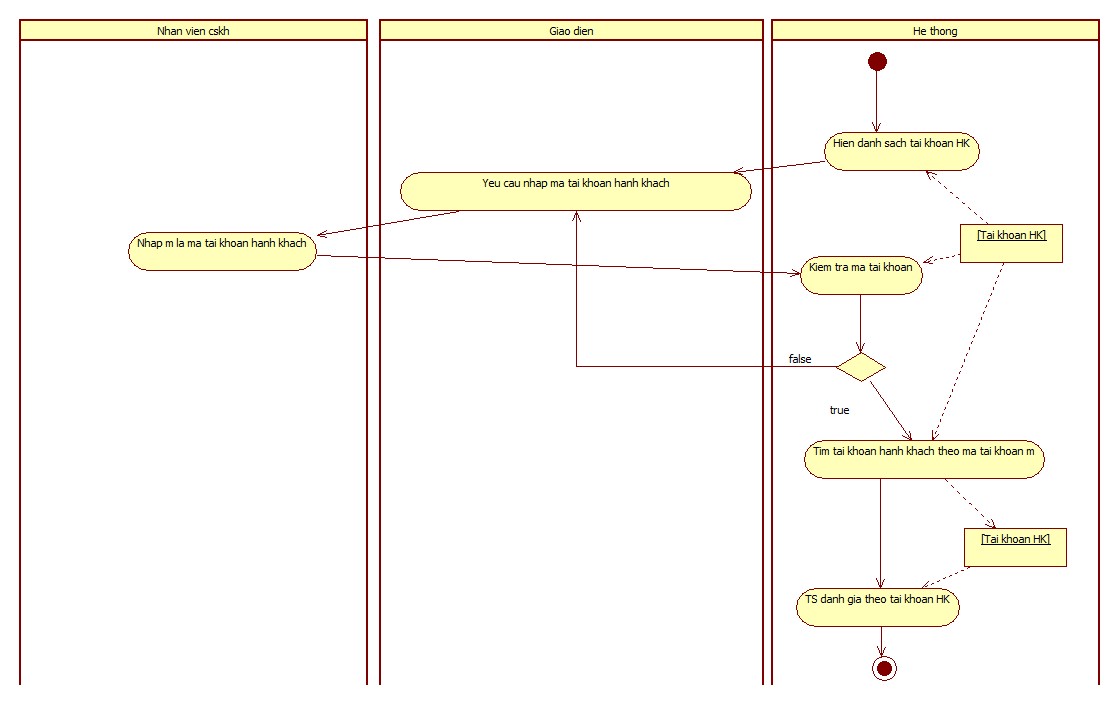 Nhan vien cskh
Giao dien
He thong
Hien danh sach tai khoan HK
Yeu cau nhap ma tai khoan hanh khach
[Tai khoan HK]
Nhap m la ma tai khoan hanh khach
Kiem tra ma tai khoan
false
true
Tim tai khoan hanh khach theo ma tai khoan m
[Tai khoan HK]
TS danh gia theo tai khoan HK